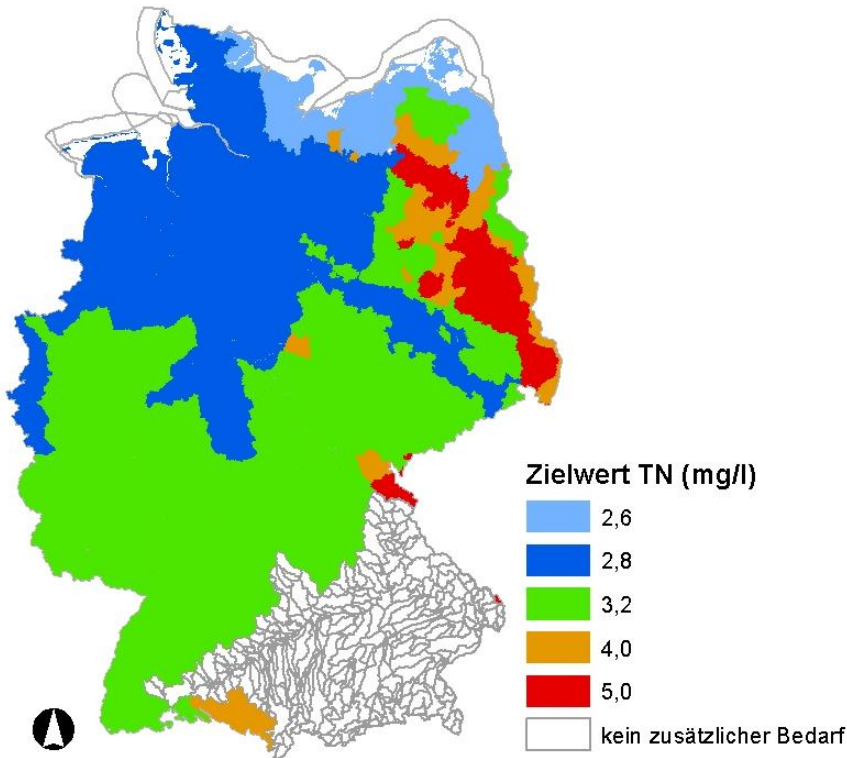 Zielwert TN (mg/l)
2,6
2,8
3,2
4,0
5,0
kein zusätzlicher Bedarf